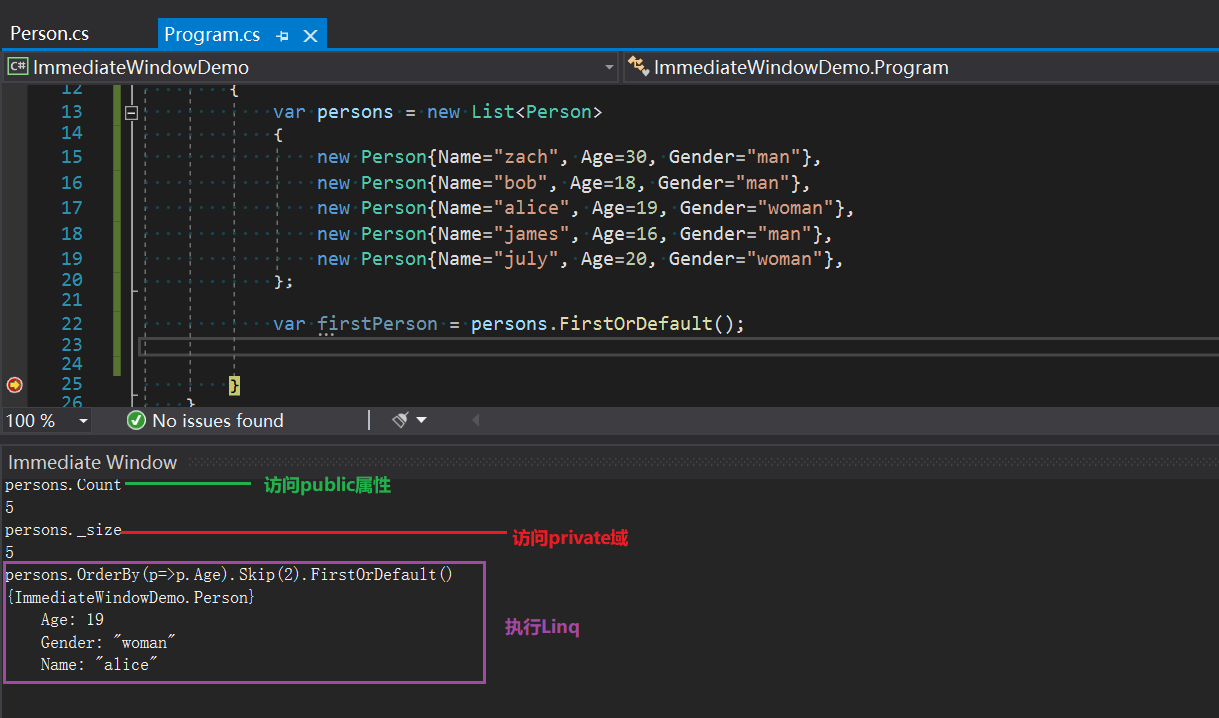 Person.cs
Program.cs
C# ImmediateWindowDemo
ImmediateWindowDemo.Program
12 {
13 var persons = new List<Person>
14 {
15 new Person{Name="zach", Age=30, Gender="man"},
16 new Person{Name="bob", Age=18, Gender="man"},
17 new Person{Name="alice", Age=19, Gender="woman"},
18 new Person{Name="james", Age=16, Gender="man"},
19 new Person{Name="july", Age=20, Gender="woman"},
20 };
21
22 var firstPerson = persons.FirstOrDefault();
23
24
25 }
26 }
100 % No issues found
Immediate Window
persons.Count 访问public属性
5
persons._size 访问private域
5
persons.OrderBy(p=>p.Age).Skip(2).FirstOrDefault()
{ImmediateWindowDemo.Person}
Age: 19
执行Linq
Gender: "woman"
Name: "alice"